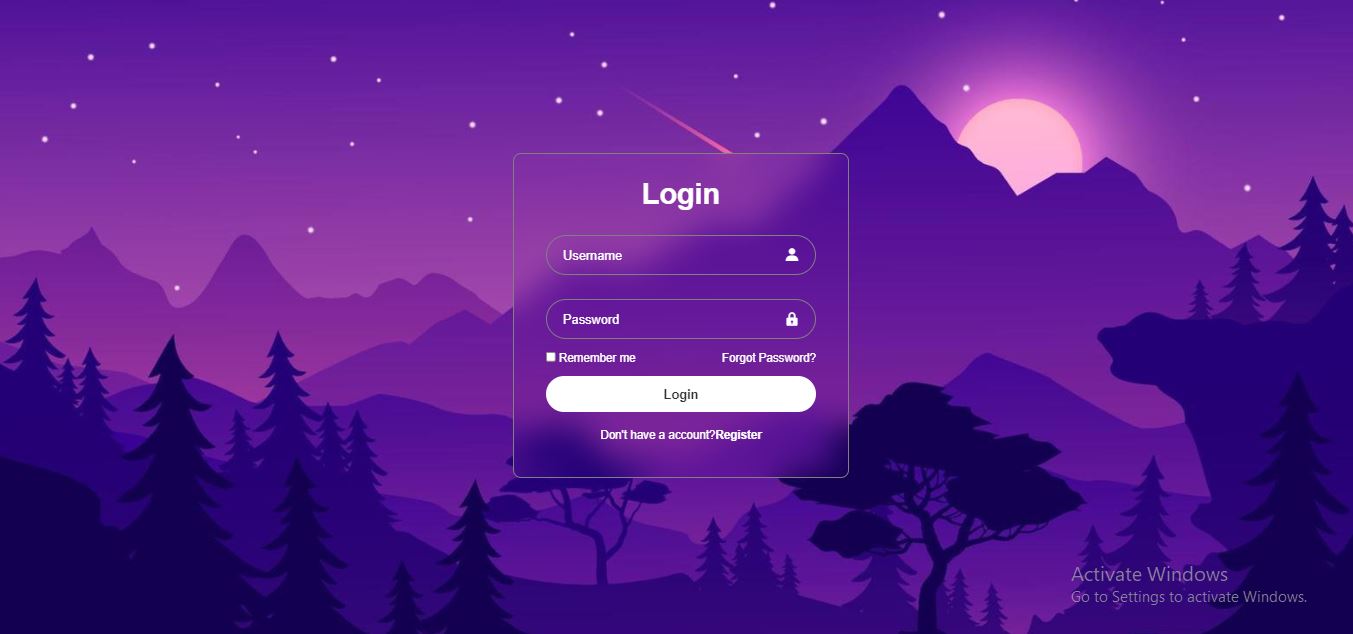 Login
Username
Password
Remember me Forgot Password?
Login
Don't have a account?Register
Activate Windows
Go to Settings to activate Windows.